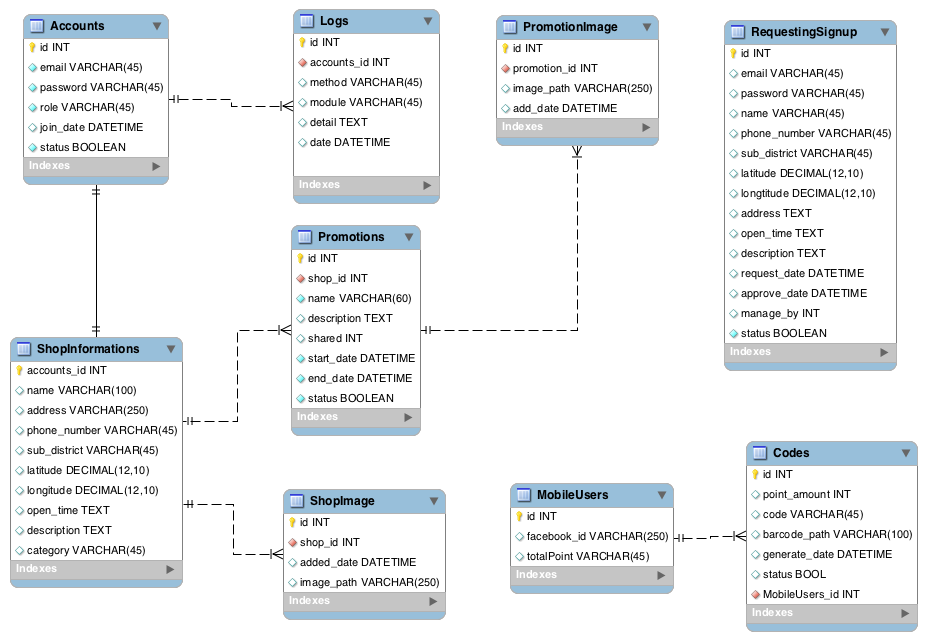 Accounts
id INT
email VARCHAR(45)
password VARCHAR(45)
role VARCHAR(45)
join_date DATETIME
status BOOLEAN
Indexes
Logs
id INT
accounts_id INT
method VARCHAR(45)
module VARCHAR(45)
detail TEXT
date DATETIME
Indexes
PromotionImage
id INT
promotion_id INT
image_path VARCHAR(250)
add_date DATETIME
Indexes
RequestingSignup
id INT
email VARCHAR(45)
password VARCHAR(45)
name VARCHAR(45)
phone_number VARCHAR(45)
sub_district VARCHAR(45)
latitude DECIMAL(12,10)
longtitude DECIMAL(12,10)
address TEXT
open_time TEXT
description TEXT
request_date DATETIME
approve_date DATETIME
manage_by INT
status BOOLEAN
Indexes
Promotions
id INT
shop_id INT
name VARCHAR(60)
description TEXT
shared INT
start_date DATETIME
end_date DATETIME
status BOOLEAN
Indexes
ShopInformations
accounts_id INT
name VARCHAR(100)
address VARCHAR(250)
phone_number VARCHAR(45)
sub_district VARCHAR(45)
latitude DECIMAL(12,10)
longitude DECIMAL(12,10)
open_time TEXT
description TEXT
category VARCHAR(45)
Indexes
ShopImage
id INT
shop_id INT
added_date DATETIME
image_path VARCHAR(250)
Indexes
MobileUsers
id INT
facebook_id VARCHAR(250)
totalPoint VARCHAR(45)
Indexes
Codes
id INT
point_amount INT
code VARCHAR(45)
barcode_path VARCHAR(100)
generate_date DATETIME
status BOOL
MobileUsers_id INT
Indexes